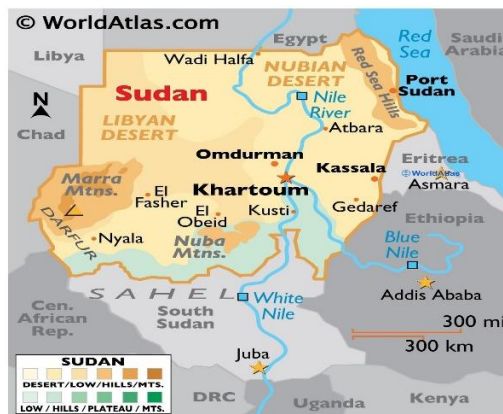 © WorldAtlas.com
Egypt
Red
Sea
Saudi
Arabia
Libya
Wadi Halfa
NUBIAN
DESERT
Red Sea Hills
Port
Sudan
Sudan
Nile
River
N
LIBYAN
DESERT
Atbara
Chad
Omdurman
Kassala
Eritrea
©WorldAtlas
Asmara
Marra
Mtns.
Khartoum
El
Fasher
El
Obeid
Kusti
Gedaref
Ethiopia
DARFUR
Nyala
Nuba
Mtns.
Blue
Nile
SAHEL
White
Nile
Addis Ababa
Cen.
African
Rep.
South
Sudan
300 mi
300 km
SUDAN
DESERT/LOW/HILLS/MTS.
LOW / HILLS / PLATEAU / MTS.
Juba
DRC
Uganda
Kenya